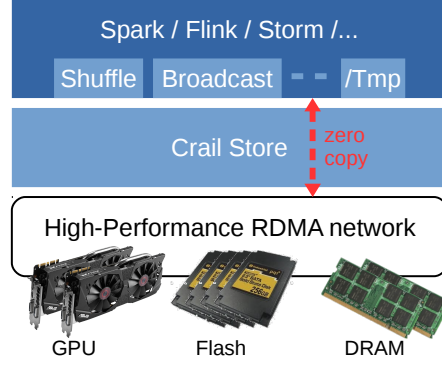 Spark / Flink / Storm /...
Shuffle Broadcast /Tmp
Crail Store
zero
copy
High-Performance RDMA network
GPU Flash DRAM